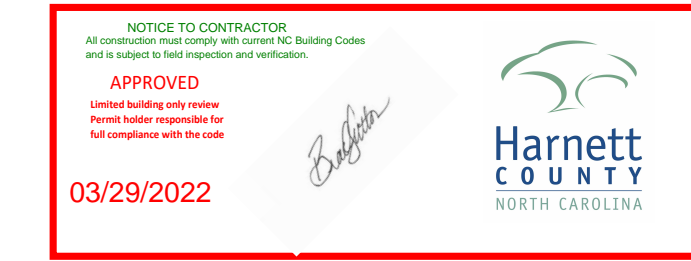 NOTICE TO CONTRACTOR
All construction must comply with current NC Building Codes
and is subject to field inspection and verification.
APPROVED
Limited building only review
Permit holder responsible for
full compliance with the code
03/29/2022
Harnett
COUNTY
NORTH CAROLINA